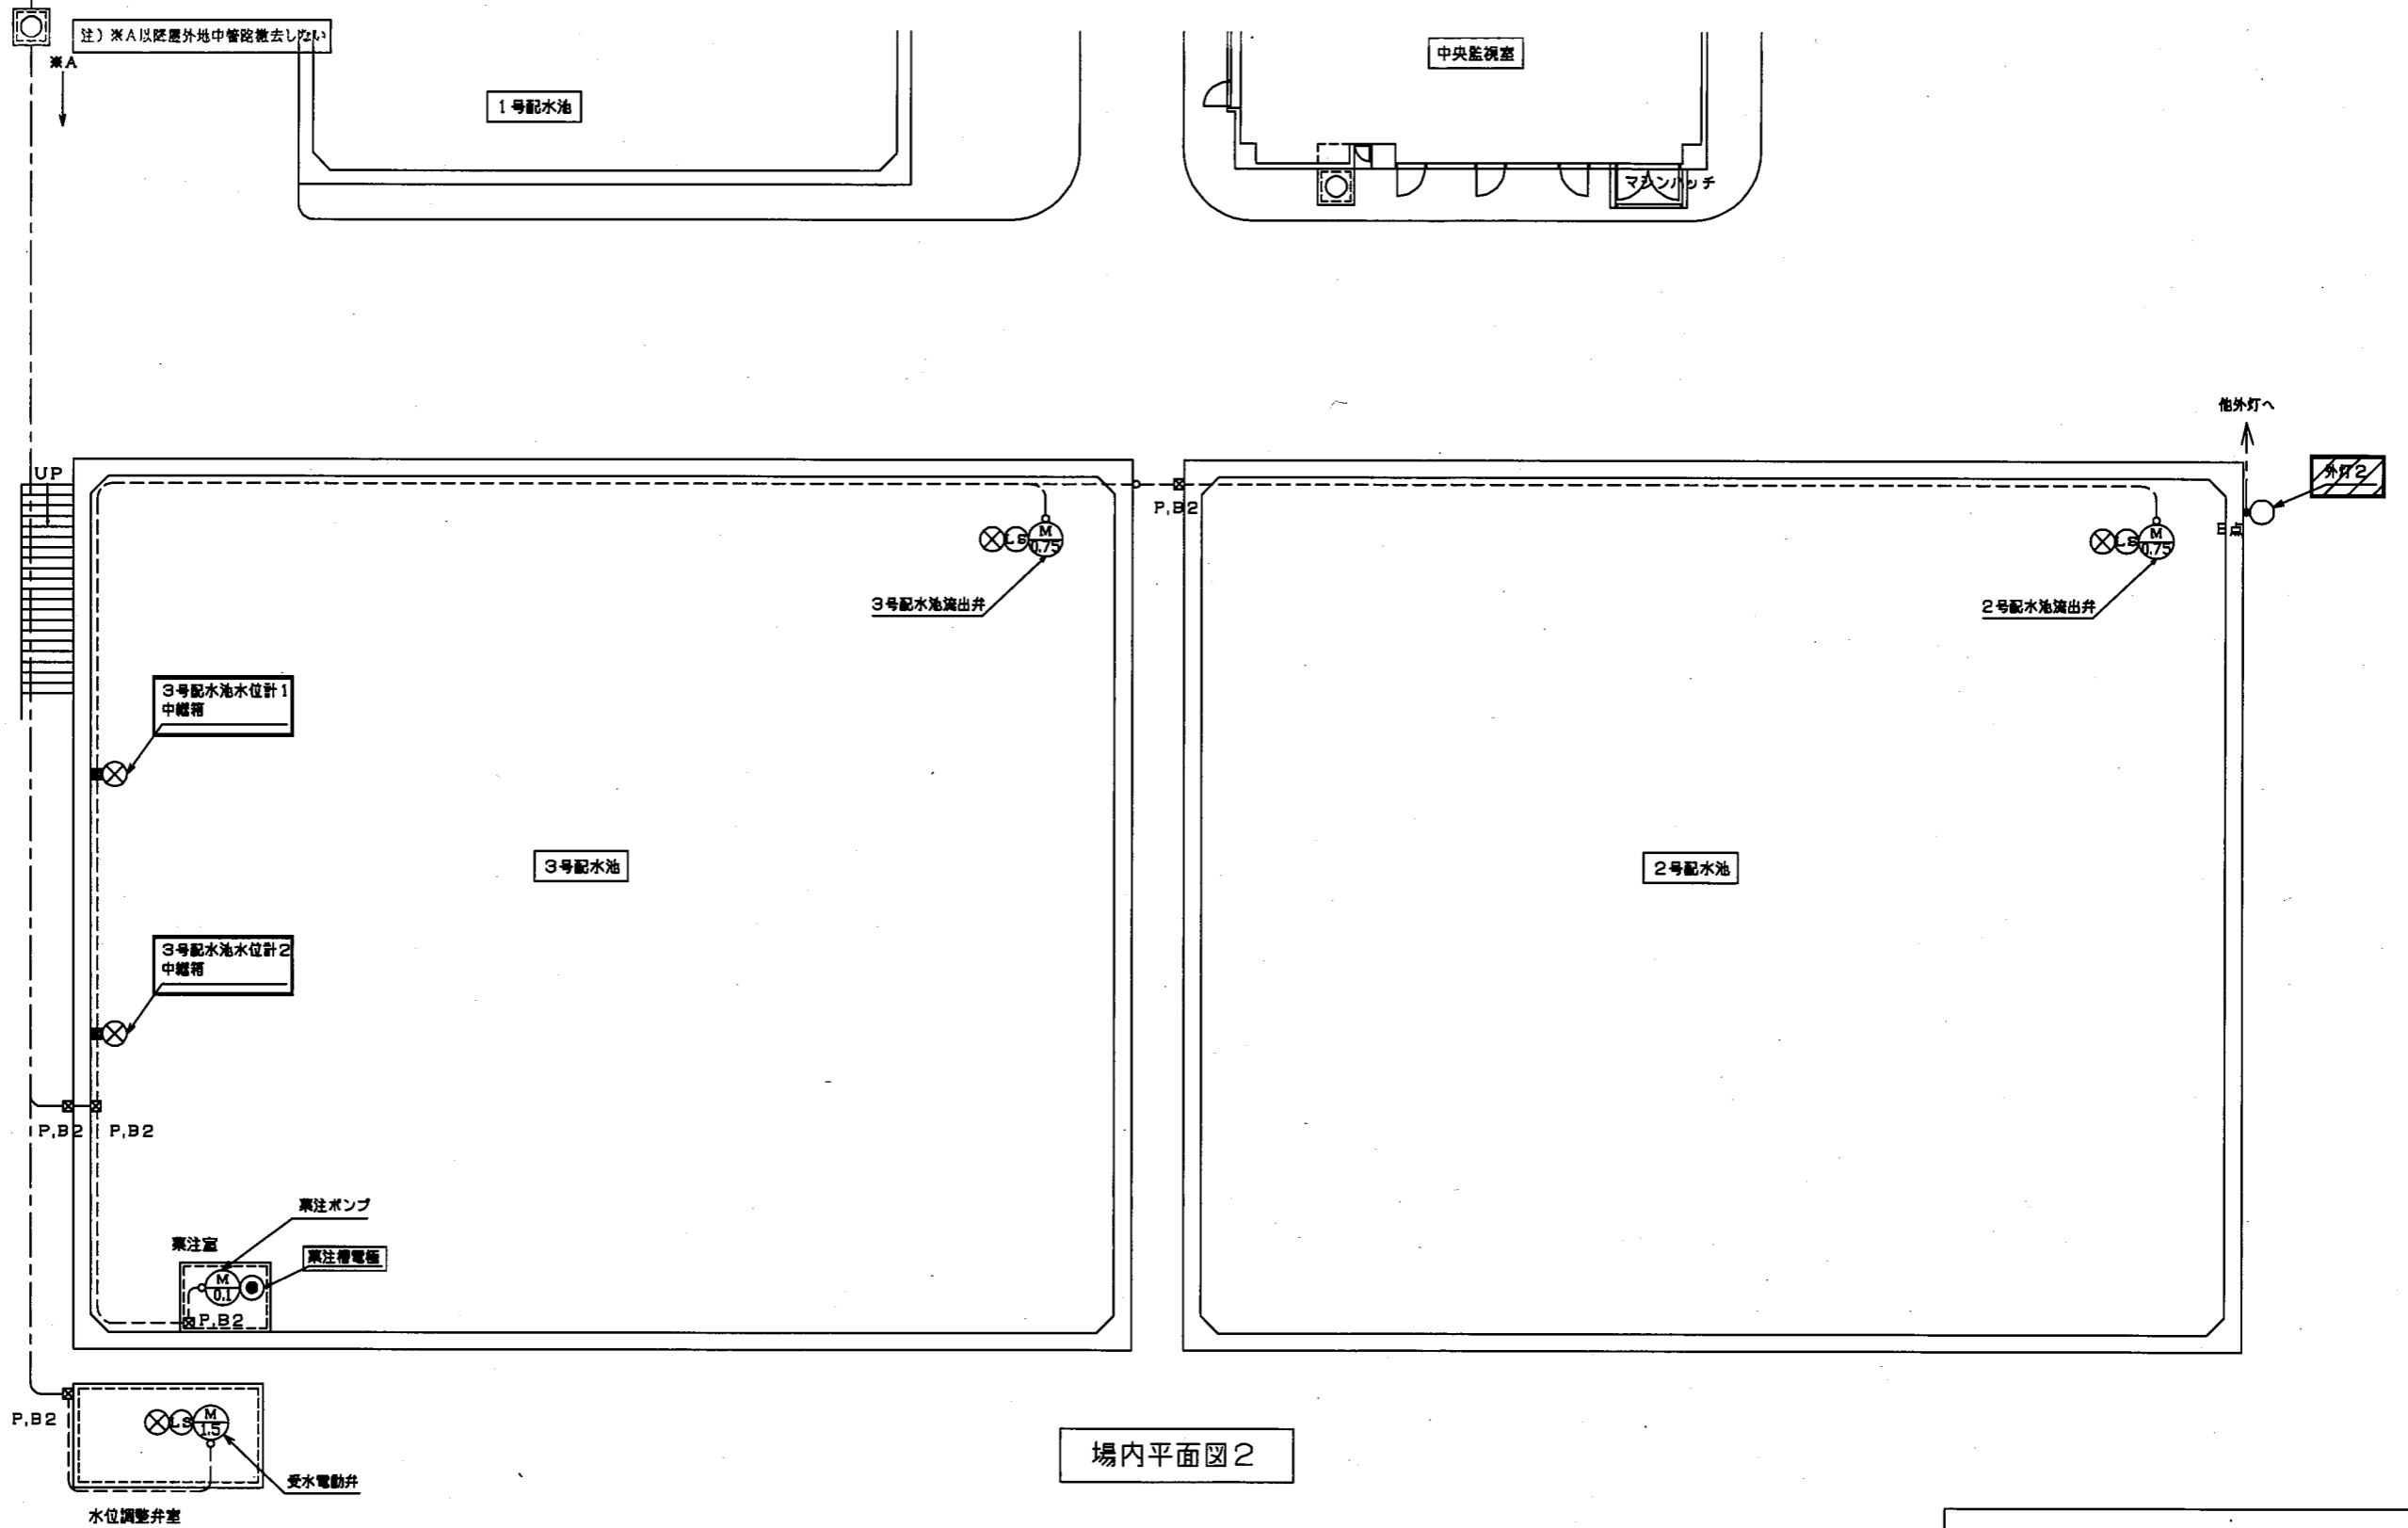 注）※A以降屋外地中管路撤去しない
※A
1号配水池
中央監視室
マシンハッチ
他外灯へ
外灯2
B点
UP
P,B2
LS
M
0.75
3号配水池流出弁
LS
M
0.75
2号配水池流出弁
3号配水池水位計1
中継箱
3号配水池
2号配水池
3号配水池水位計2
中継箱
P,B2
P,B2
薬注ポンプ
薬注室
薬注槽電極
M
0.1
P,B2
P,B2
LS
M
1.5
受水電動弁
水位調整弁室
場内平面図2